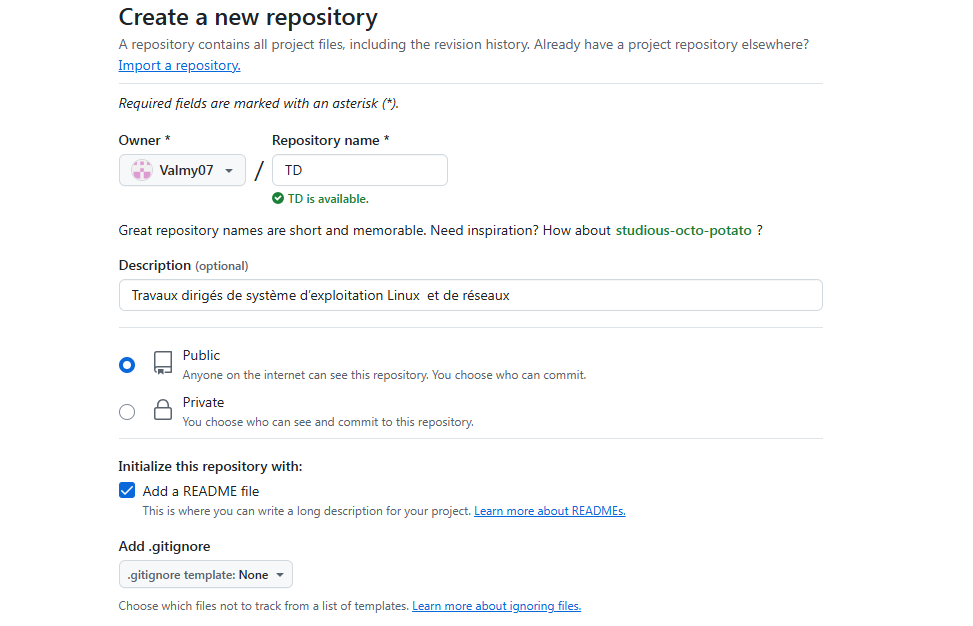 Create a new repository
A repository contains all project files, including the revision history. Already have a project repository elsewhere?
Import a repository.
Required fields are marked with an asterisk (*).
Owner * Repository name *
Valmy07 / TD
TD is available.
Great repository names are short and memorable. Need inspiration? How about studious-octo-potato ?
Description (optional)
Travaux dirigés de système d'exploitation Linux et de réseaux
Public
Anyone on the internet can see this repository. You choose who can commit.
Private
You choose who can see and commit to this repository.
Initialize this repository with:
Add a README file
This is where you can write a long description for your project. Learn more about READMEs.
Add .gitignore
.gitignore template: None
Choose which files not to track from a list of templates. Learn more about ignoring files.